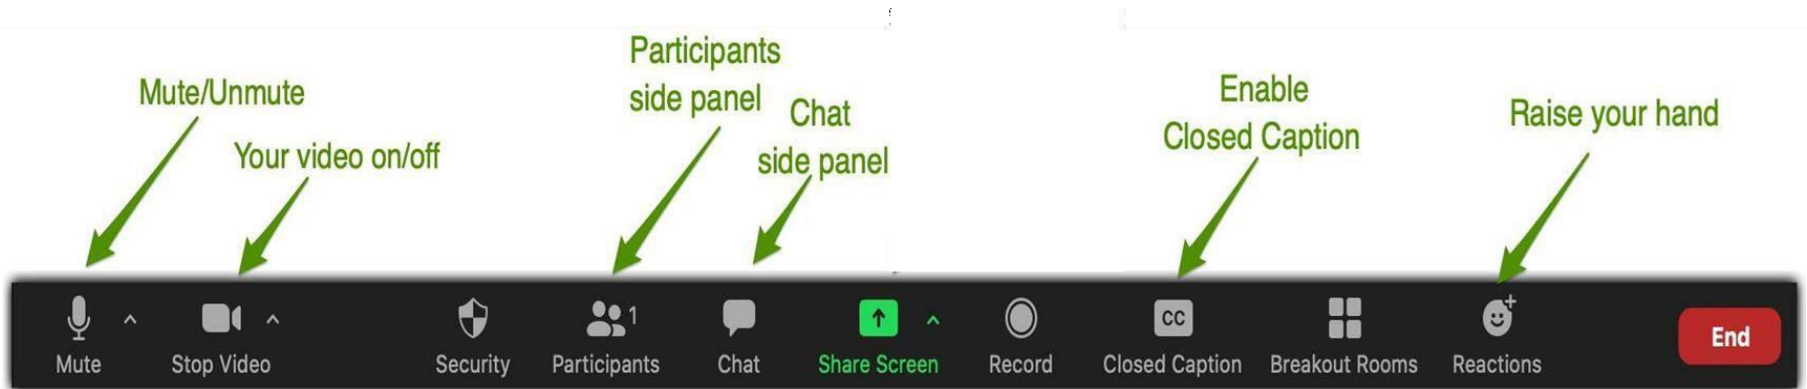 Participants
side panel
Mute/Unmute
Chat
side panel
Your video on/off
Enable
Closed Caption
Raise your hand
1
CC
Mute
Stop Video
Security
Participants
Chat
Share Screen
Record
Closed Caption
Breakout Rooms
Reactions
End